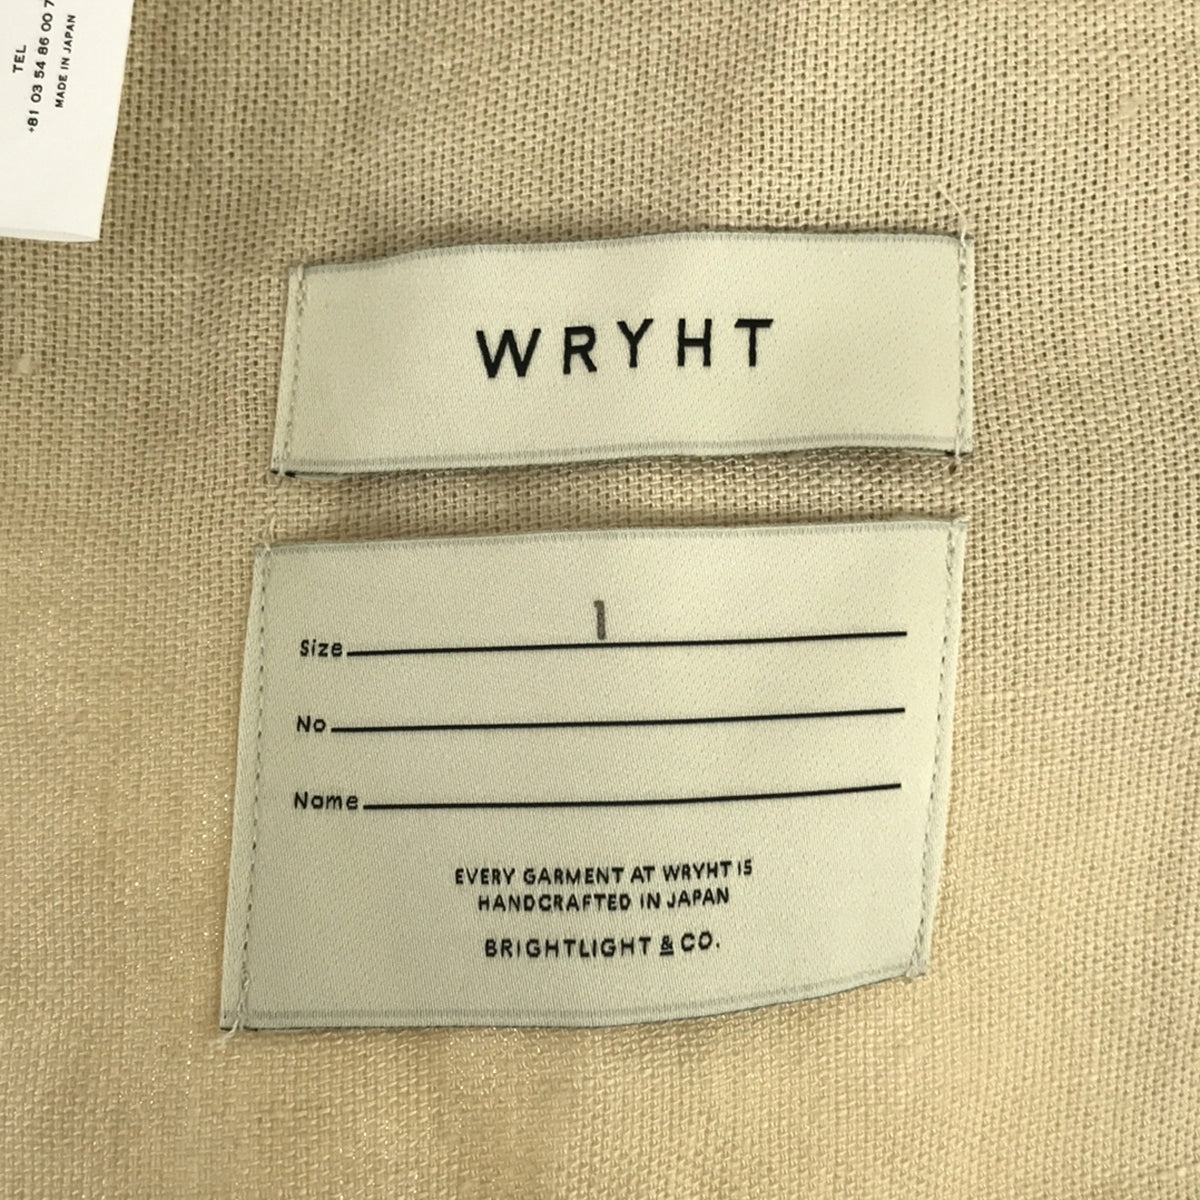 TEL
+81 03 54 86 00 7
MADE IN JAPAN
WRYHT
Size 1
No
Name
EVERY GARMENT AT WRYHT IS
HANDCRAFTED IN JAPAN
BRIGHTLIGHT & CO.